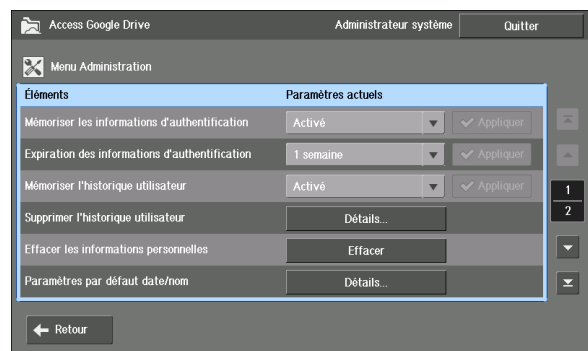 Access Google Drive Administrateur système Quitter
Menu Administration
Éléments Paramètres actuels
Mémoriser les informations d'authentification Activé Appliquer
Expiration des informations d'authentification 1 semaine Appliquer
Mémoriser l'historique utilisateur Activé Appliquer
1
Supprimer l'historique utilisateur Détails...
2
Effacer les informations personnelles Effacer
Paramètres par défaut date/nom Détails...
Retour